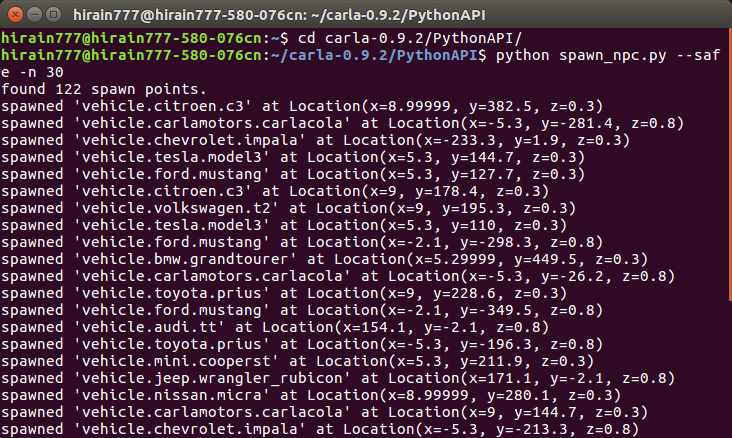 hirain777@hirain777-580-076cn: ~/carla-0.9.2/PythonAPI
hirain777@hirain777-580-076cn:~$ cd carla-0.9.2/PythonAPI/
hirain777@hirain777-580-076cn:~/carla-0.9.2/PythonAPI$ python spawn_npc.py --saf
e -n 30
found 122 spawn points.
spawned 'vehicle.citroen.c3' at Location(x=8.99999, y=382.5, z=0.3)
spawned 'vehicle.carlamotors.carlacola' at Location(x=-5.3, y=-281.4, z=0.8)
spawned 'vehicle.chevrolet.impala' at Location(x=-233.3, y=1.9, z=0.3)
spawned 'vehicle.tesla.model3' at Location(x=5.3, y=144.7, z=0.3)
spawned 'vehicle.ford.mustang' at Location(x=5.3, y=127.7, z=0.3)
spawned 'vehicle.citroen.c3' at Location(x=9, y=178.4, z=0.3)
spawned 'vehicle.volkswagen.t2' at Location(x=9, y=195.3, z=0.3)
spawned 'vehicle.tesla.model3' at Location(x=5.3, y=110, z=0.3)
spawned 'vehicle.ford.mustang' at Location(x=-2.1, y=-298.3, z=0.8)
spawned 'vehicle.bmw.grandtourer' at Location(x=5.29999, y=449.5, z=0.3)
spawned 'vehicle.carlamotors.carlacola' at Location(x=-5.3, y=-26.2, z=0.8)
spawned 'vehicle.toyota.prius' at Location(x=9, y=228.6, z=0.3)
spawned 'vehicle.ford.mustang' at Location(x=-2.1, y=-349.5, z=0.8)
spawned 'vehicle.audi.tt' at Location(x=154.1, y=-2.1, z=0.8)
spawned 'vehicle.toyota.prius' at Location(x=-5.3, y=-196.3, z=0.8)
spawned 'vehicle.mini.cooperst' at Location(x=5.3, y=211.9, z=0.3)
spawned 'vehicle.jeep.wrangler_rubicon' at Location(x=171.1, y=-2.1, z=0.8)
spawned 'vehicle.nissan.micra' at Location(x=8.99999, y=280.1, z=0.3)
spawned 'vehicle.carlamotors.carlacola' at Location(x=9, y=144.7, z=0.3)
spawned 'vehicle.chevrolet.impala' at Location(x=-5.3, y=-213.3, z=0.8)